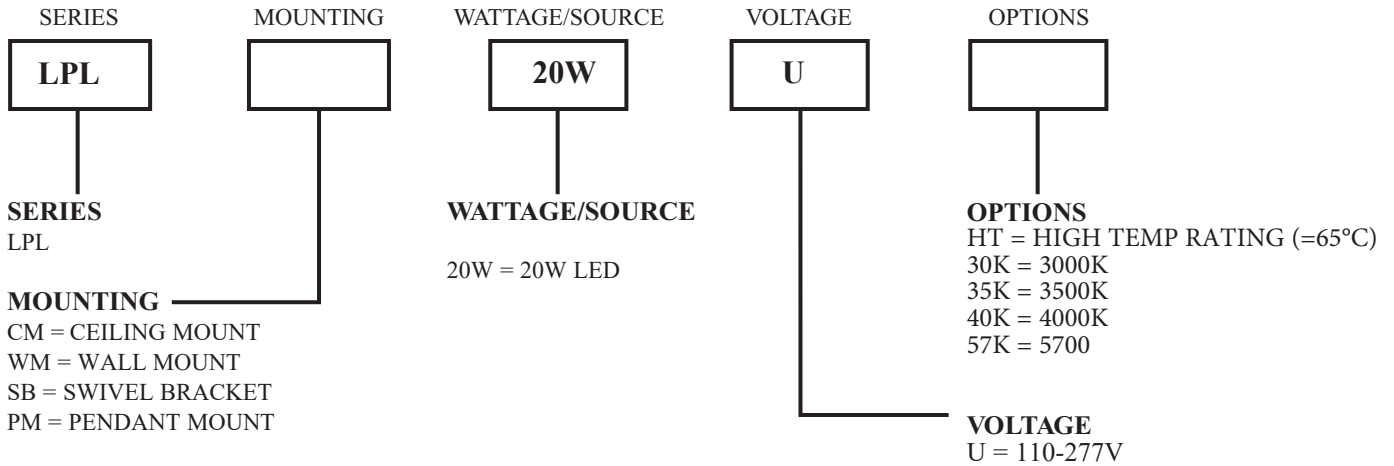 SERIES MOUNTING WATTAGE/SOURCE VOLTAGE OPTIONS
LPL 20W U
SERIES
LPL
MOUNTING
CM = CEILING MOUNT
WM = WALL MOUNT
SB = SWIVEL BRACKET
PM = PENDANT MOUNT
WATTAGE/SOURCE
20W = 20W LED
OPTIONS
HT = HIGH TEMP RATING (=65°C)
30K = 3000K
35K = 3500K
40K = 4000K
57K = 5700
VOLTAGE
U = 110-277V